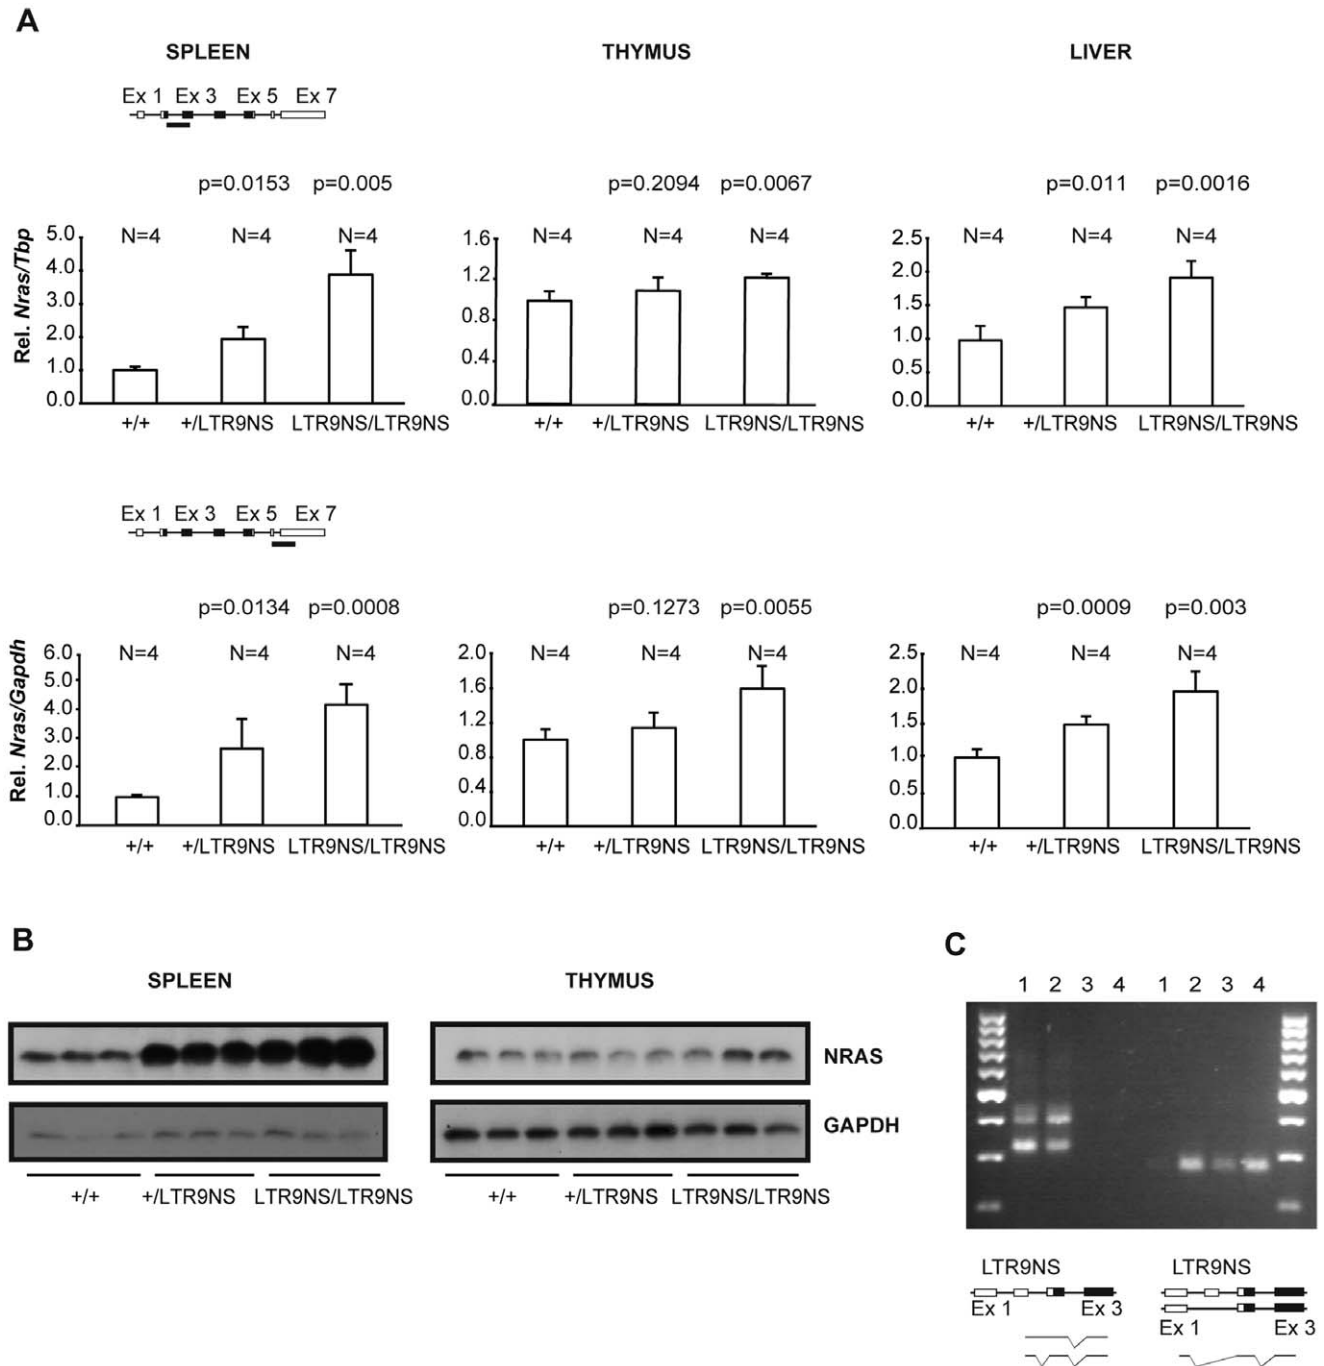 A
SPLEEN THYMUS LIVER
Ex 1 Ex 3 Ex 5 Ex 7
p=0.0153 p=0.005 p=0.2094 p=0.0067 p=0.011 p=0.0016
N=4 N=4 N=4 N=4 N=4 N=4 N=4 N=4 N=4
Rel. Nras/Tbp
5.0
4.0
3.0
2.0
1.0
0.0
1.6
1.2
0.8
0.4
0.0
2.5
2.0
1.5
1.0
0.5
0.0
+/+ +/LTR9NS LTR9NS/LTR9NS +/+ +/LTR9NS LTR9NS/LTR9NS +/+ +/LTR9NS LTR9NS/LTR9NS
Ex 1 Ex 3 Ex 5 Ex 7
p=0.0134 p=0.0008 p=0.1273 p=0.0055 p=0.0009 p=0.003
N=4 N=4 N=4 N=4 N=4 N=4 N=4 N=4 N=4
Rel. Nras/Gapdh
6.0
5.0
4.0
3.0
2.0
1.0
0.0
2.0
1.6
1.2
0.8
0.4
0.0
2.5
2.0
1.5
1.0
0.5
0.0
+/+ +/LTR9NS LTR9NS/LTR9NS +/+ +/LTR9NS LTR9NS/LTR9NS +/+ +/LTR9NS LTR9NS/LTR9NS
B
SPLEEN THYMUS
NRAS
GAPDH
+/+ +/LTR9NS LTR9NS/LTR9NS +/+ +/LTR9NS LTR9NS/LTR9NS
C
1 2 3 4 1 2 3 4
LTR9NS LTR9NS
Ex 1 Ex 3 Ex 1 Ex 3